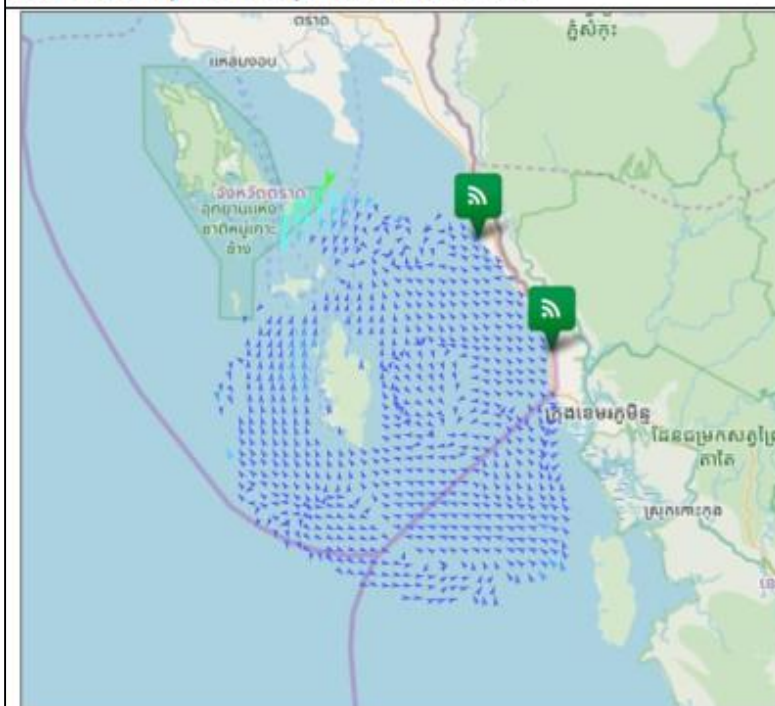 ตราด
ភ្នំសំកុះ
แหลมงอบ
จังหวัดตราด
อุทยานแห่ง
ชาติหมู่เกาะ
ช้าง
ក្រុងខេមរភូមិន្ទ
ដែនជម្រកសត្វព្រៃ
តាតៃ
ស្រុកកោះកុង